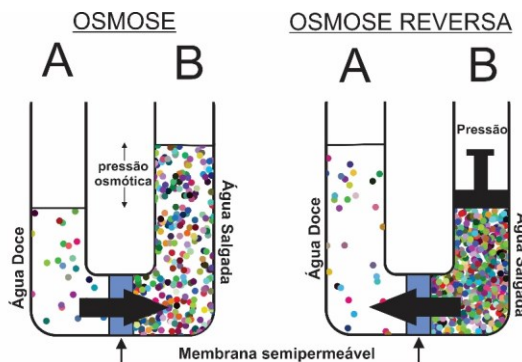 OSMOSE
A
B
pressão
osmótica
Água Doce
Água Salgada
OSMOSE REVERSA
A
B
Pressão
Água Doce
Água Salgada
Membrana semipermeável